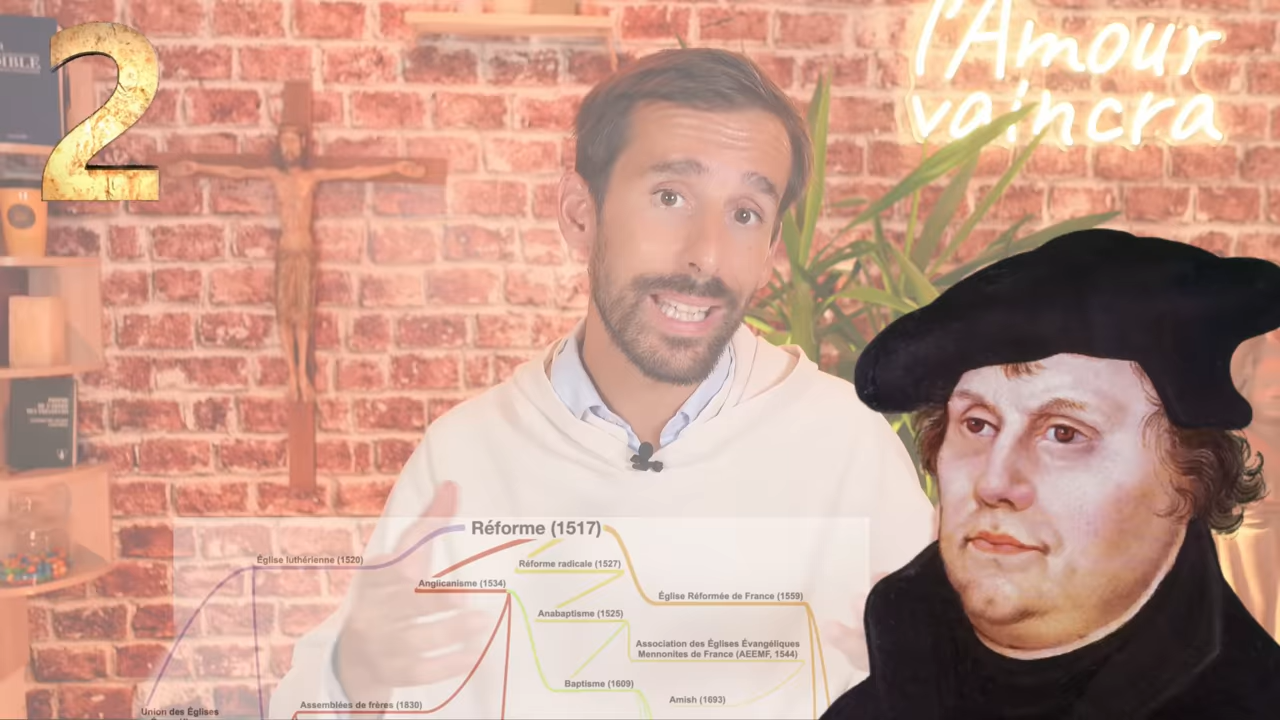 2
BIBLE
l'Amour
vaincra
Réforme (1517)
Église luthérienne (1520)
Réforme radicale (1527)
Anglicanisme (1534)
Église Réformée de France (1559)
Anabaptisme (1525)
Association des Églises Évangéliques
Mennonites de France (AEEMF, 1544)
Baptisme (1609)
Amish (1693)
Assemblées de frères (1830)
Union des Églises